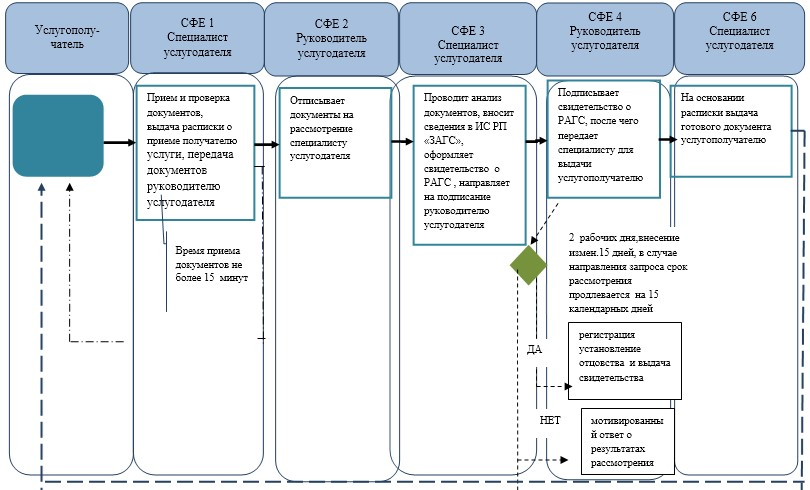 Услугополу-
чатель
СФЕ 1
Специалист
услугодателя
СФЕ 2
Руководитель
услугодателя
СФЕ 3
Специалист
услугодателя
СФЕ 4
Руководитель
услугодателя
СФЕ 6
Специалист
услугодателя
Прием и проверка
документов,
выдача расписки о
приеме получателю
услуги, передача
документов
руководителю
услугодателя
Отписывает
документы на
рассмотрение
специалисту
услугодателя
Проводит анализ
документов, вносит
сведения в ИС РП
«ЗАГС»,
оформляет
свидетельство о
РАГС , направляет
на подписание
руководителю
услугодателя
Подписывает
свидетельство о
РАГС, после чего
передает
специалисту для
выдачи
услугополучателю
На основании
расписки выдача
готового документа
услугополучателю
Время приема
документов не
более 15 минут
2 рабочих дня,внесение
измен.15 дней, в случае
направления запроса срок
рассмотрения
продлевается на 15
календарных дней
ДА
регистрация
установление
отцовства и выдача
свидетельства
НЕТ
мотивированны
й ответ о
результатах
рассмотрения